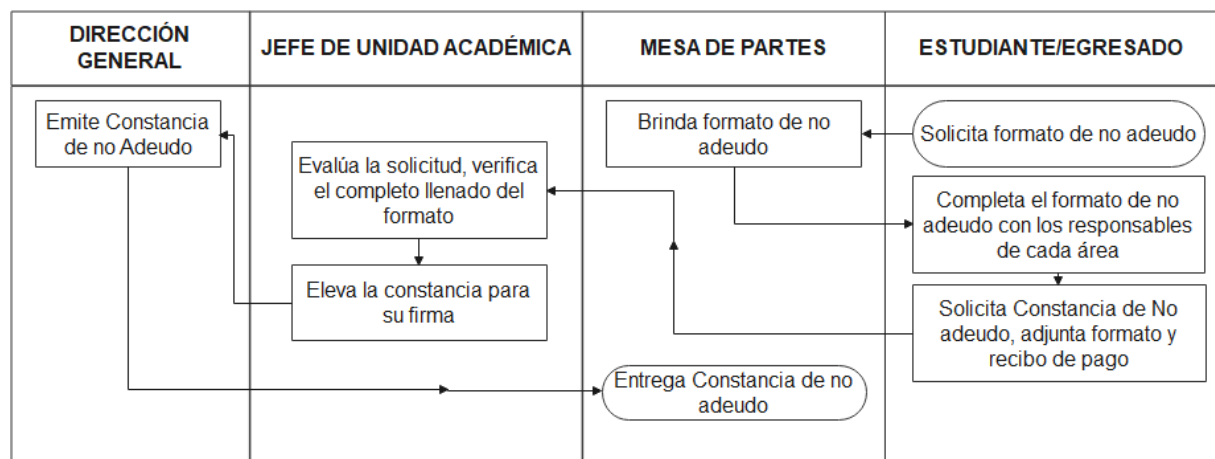 DIRECCIÓN
GENERAL
JEFE DE UNIDAD ACADÉMICA
MESA DE PARTES
ESTUDIANTE/EGRESADO
Emite Constancia
de no Adeudo
Brinda formato de no
adeudo
Solicita formato de no adeudo
Evalúa la solicitud, verifica
el completo llenado del
formato
Completa el formato de no
adeudo con los responsables
de cada área
Eleva la constancia para
su firma
Solicita Constancia de No
adeudo, adjunta formato y
recibo de pago
Entrega Constancia de no
adeudo